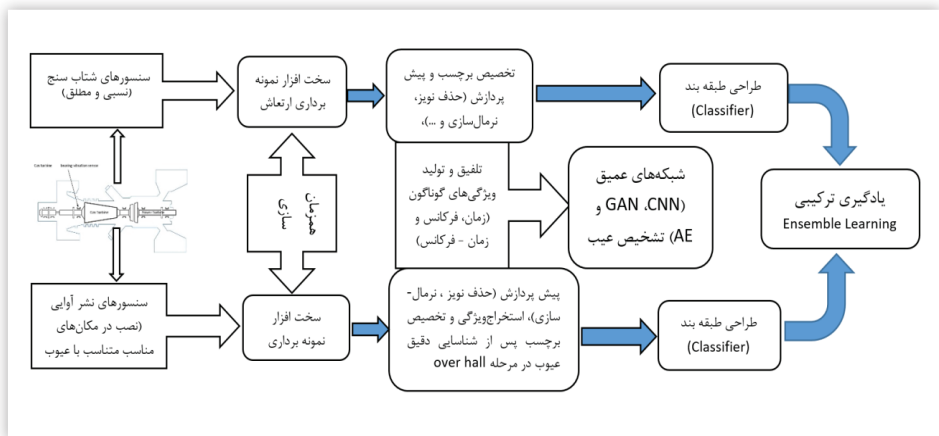 سنسورهای شتاب سنج
(نسبی و مطلق)
سخت افزار نمونه
برداری ارتعاش
تخصیص برچسب و پیش
پردازش (حذف نویز،
نرمال‌سازی و ...)،
طراحی طبقه بند
(Classifier)
همزمان
سازی
تلفیق و تولید
ویژگی‌های گوناگون
(زمان، فرکانس و
زمان - فرکانس)
شبکه‌های عمیق
(CNN، GAN و
AE) تشخیص عیب
یادگیری ترکیبی
Ensemble Learning
سنسورهای نشر آوایی
(نصب در مکان‌های
مناسب متناسب با عیوب
سخت افزار
نمونه برداری
پیش پردازش (حذف نویز ، نرمال-
سازی)، استخراج‌ویژگی و تخصیص
برچسب پس از شناسایی دقیق
عیوب در مرحله over hall
طراحی طبقه بند
(Classifier)